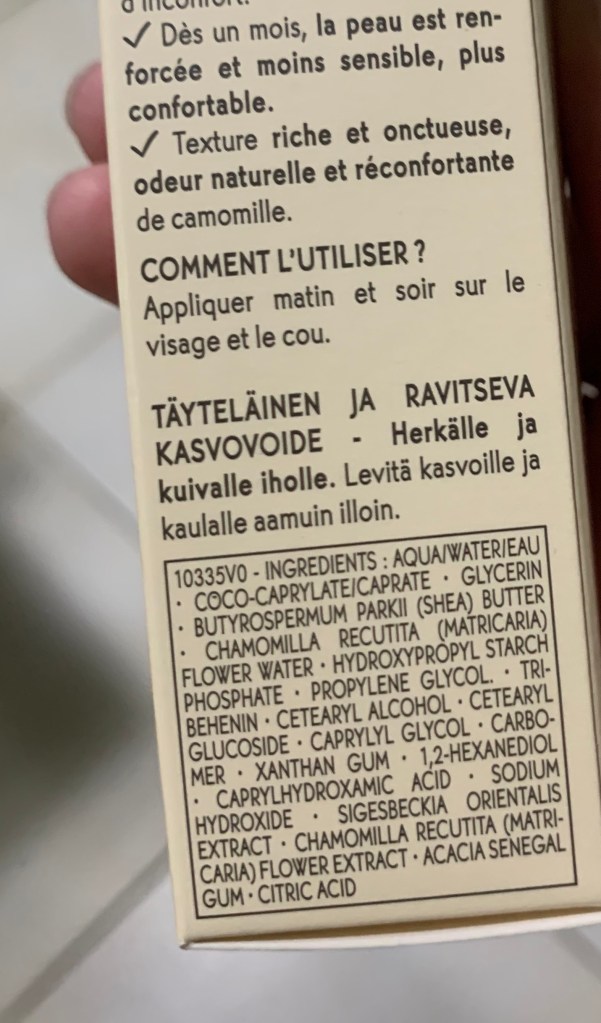 d'inconfort.
✓ Dès un mois, la peau est ren-
forcée et moins sensible, plus
confortable.
✓ Texture riche et onctueuse,
odeur naturelle et réconfortante
de camomille.
COMMENT L'UTILISER ?
Appliquer matin et soir sur le
visage et le cou.
TÄYTELÄINEN JA RAVITSEVA
KASVOVOIDE - Herkälle ja
kuivalle iholle. Levitä kasvoille ja
kaulalle aamuin illoin.
10335V0 - INGREDIENTS : AQUA/WATER/EAU
· COCO-CAPRYLATE/CAPRATE · GLYCERIN
· BUTYROSPERMUM PARKII (SHEA) BUTTER
· CHAMOMILLA RECUTITA (MATRICARIA)
FLOWER WATER · HYDROXYPROPYL STARCH
PHOSPHATE · PROPYLENE GLYCOL. · TRI-
BEHENIN · CETEARYL ALCOHOL · CETEARYL
GLUCOSIDE · CAPRYLYL GLYCOL · CARBO-
MER · XANTHAN GUM · 1,2-HEXANEDIOL
· CAPRYLHYDROXAMIC ACID · SODIUM
HYDROXIDE · SIGESBECKIA ORIENTALIS
EXTRACT · CHAMOMILLA RECUTITA (MATRI-
CARIA) FLOWER EXTRACT · ACACIA SENEGAL
GUM · CITRIC ACID